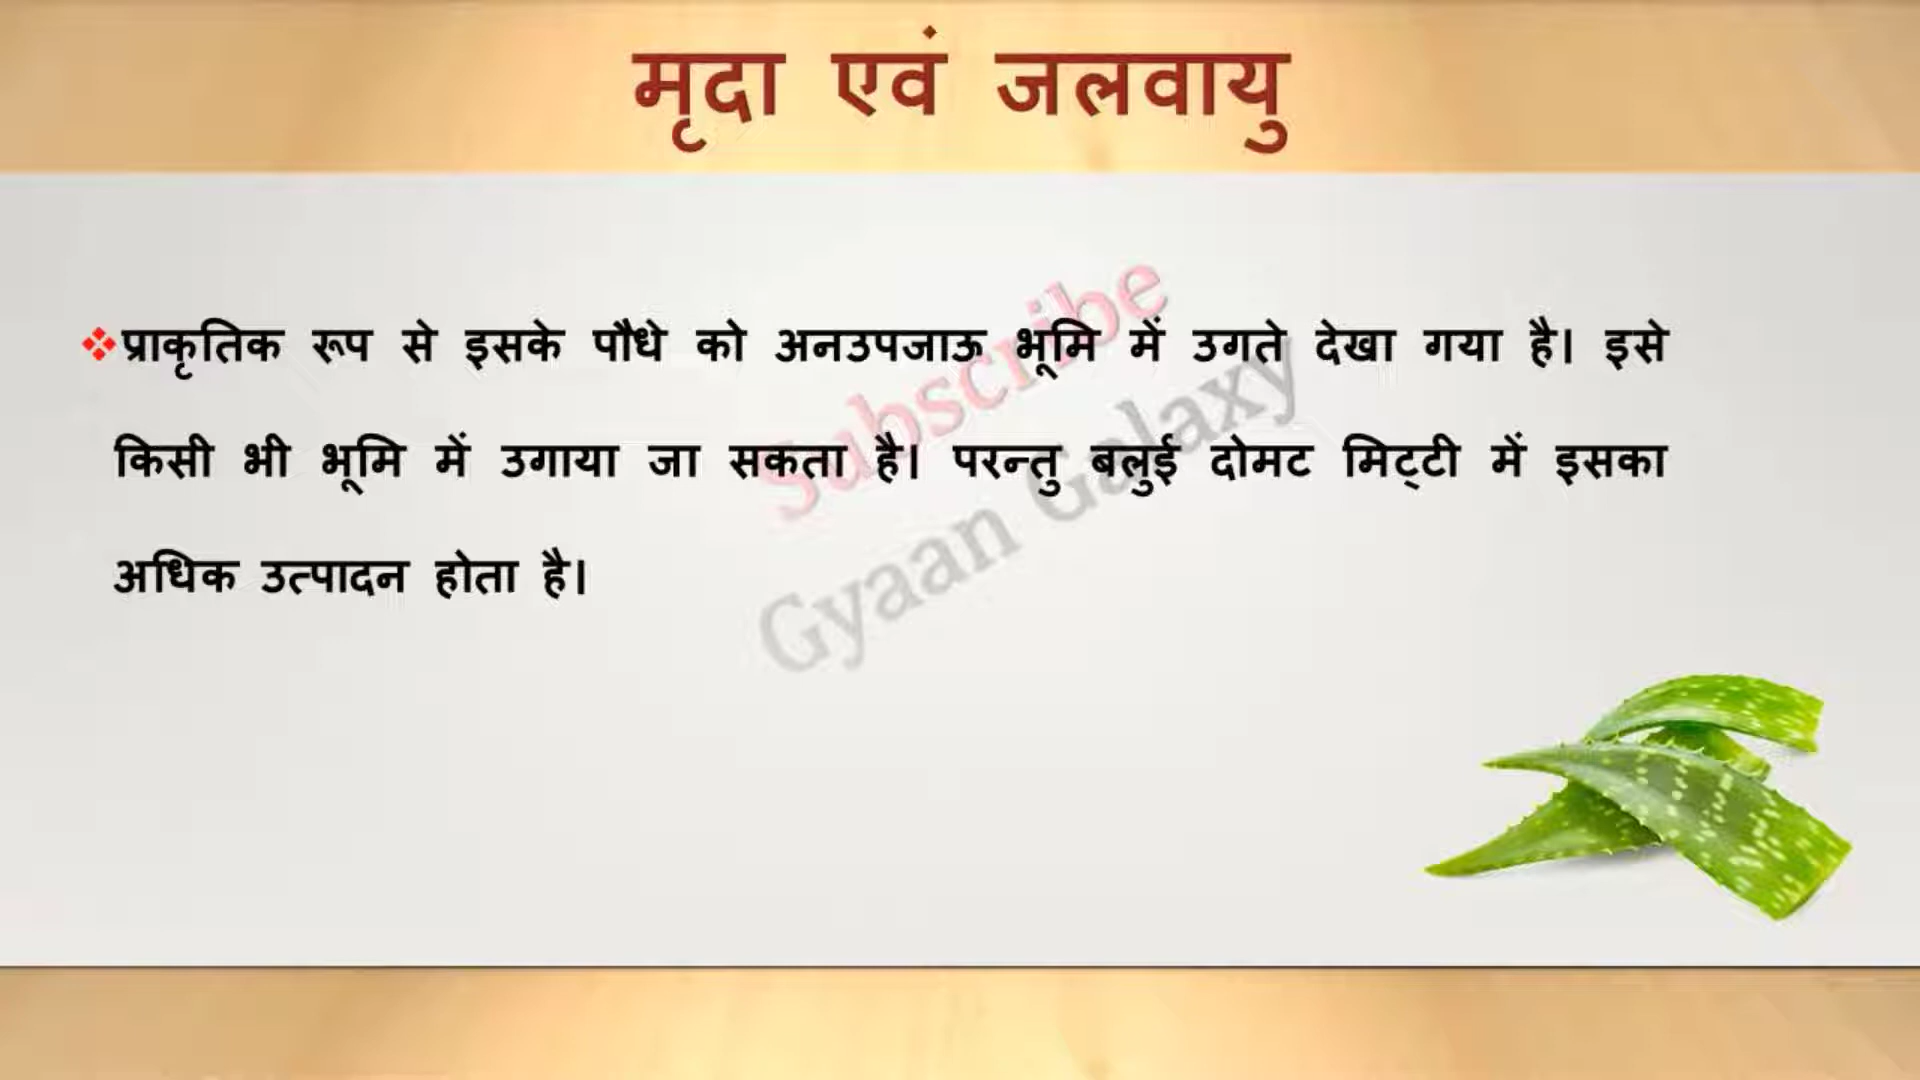 मृदा एवं जलवायु
❖प्राकृतिक रूप से इसके पौधे को अनउपजाऊ भूमि में उगते देखा गया है। इसे
किसी भी भूमि में उगाया जा सकता है। परन्तु बलुई दोमट मिट्टी में इसका
अधिक उत्पादन होता है।
Subscribe
Gyaan Galaxy